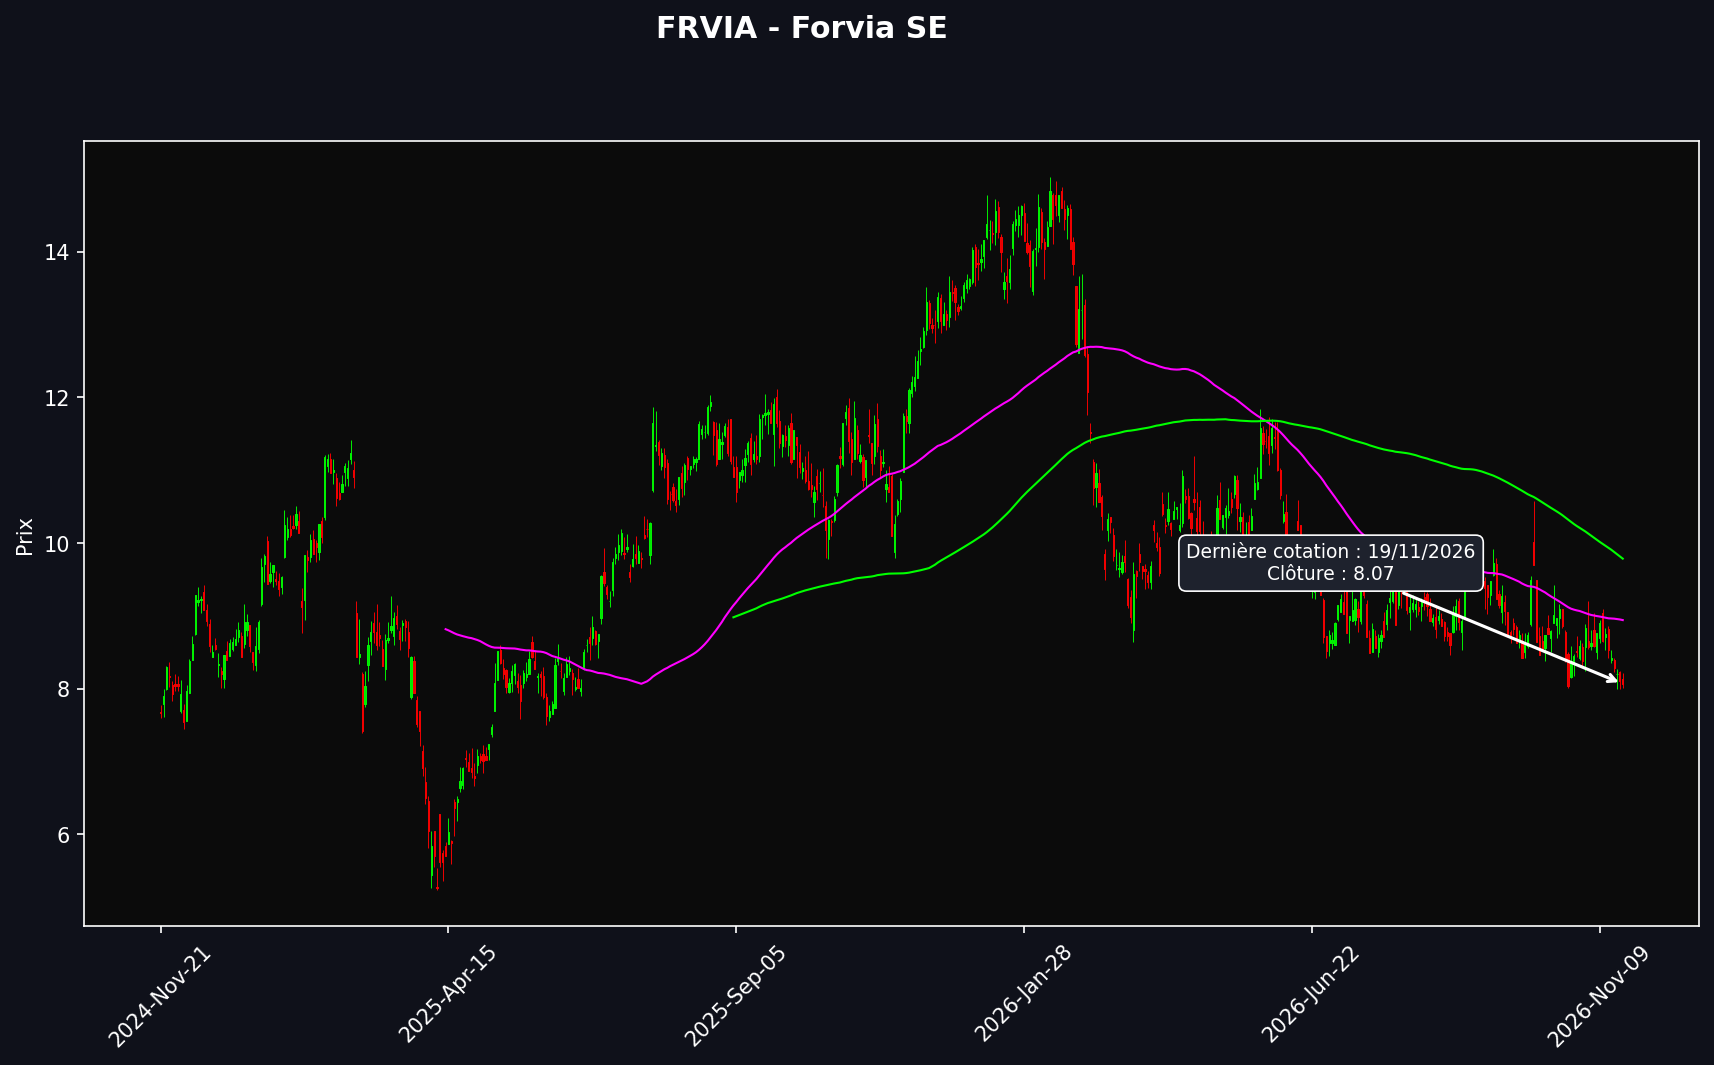 FRVIA - Forvia SE
Prix
14
12
10
8
6
Dernière cotation : 19/11/2026
Clôture : 8.07
2024-Nov-21
2025-Apr-15
2025-Sep-05
2026-Jan-28
2026-Jun-22
2026-Nov-09